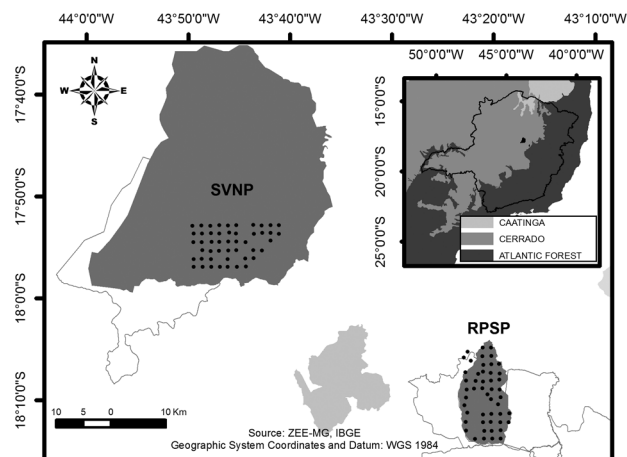 44°0'0"W 43°50'0"W 43°40'0"W 43°30'0"W 43°20'0"W 43°10'0"W
50°0'0"W 45°0'0"W 40°0'0"W
N
W E
S
17°40'0"S
15°0'0"S
SVNP
17°50'0"S
20°0'0"S
CAATINGA
CERRADO
25°0'0"S
ATLANTIC FOREST
18°0'0"S
RPSP
18°10'0"S
10 5 0 10 Km
Source: ZEE-MG, IBGE
Geographic System Coordinates and Datum: WGS 1984